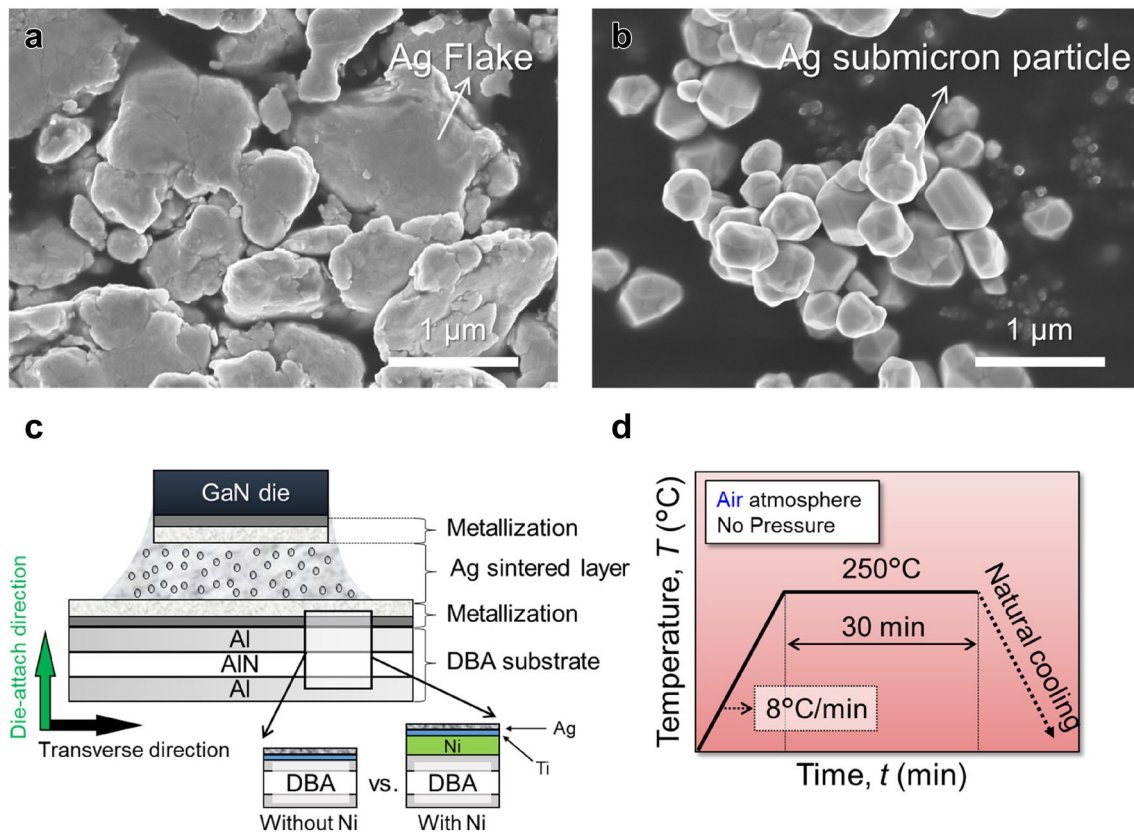 a
Ag Flake
1 µm
b
Ag submicron particle
1 µm
c
GaN die
Metallization
Ag sintered layer
Metallization
Al
AlN
Al
DBA substrate
Die-attach direction
Transverse direction
Ag
Ti
Ni
DBA
vs.
DBA
Without Ni
With Ni
d
Air atmosphere
No Pressure
250°C
30 min
8°C/min
Natural cooling
Temperature, T (°C)
Time, t (min)